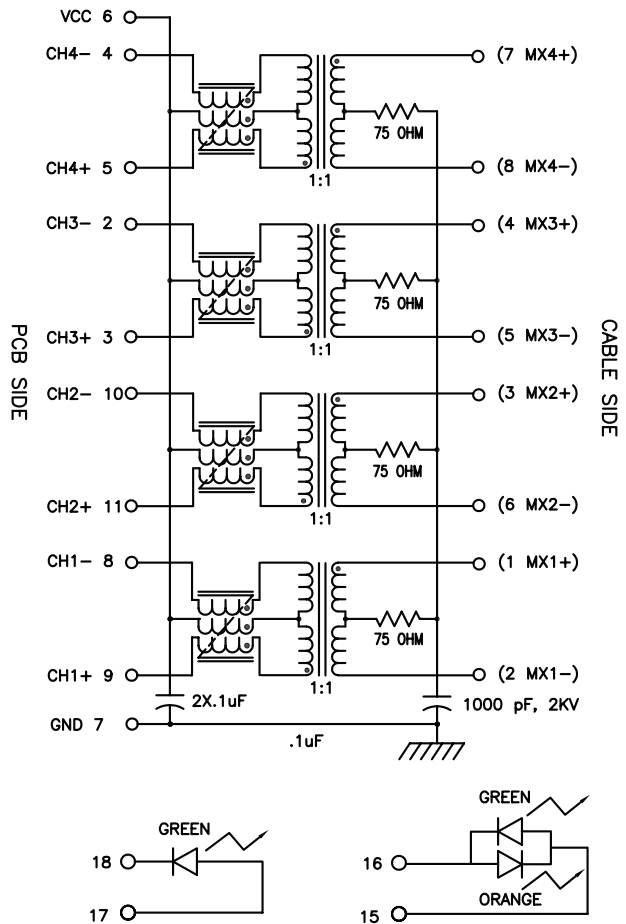 VCC 6
CH4- 4
(7 MX4+)
75 OHM
CH4+ 5
1:1
(8 MX4-)
CH3- 2
(4 MX3+)
75 OHM
CH3+ 3
1:1
(5 MX3-)
PCB SIDE
CABLE SIDE
CH2- 10
(3 MX2+)
75 OHM
CH2+ 11
1:1
(6 MX2-)
CH1- 8
(1 MX1+)
75 OHM
CH1+ 9
1:1
(2 MX1-)
2X.1uF
1000 pF, 2KV
GND 7
.1uF
GREEN
18
17
GREEN
16
ORANGE
15